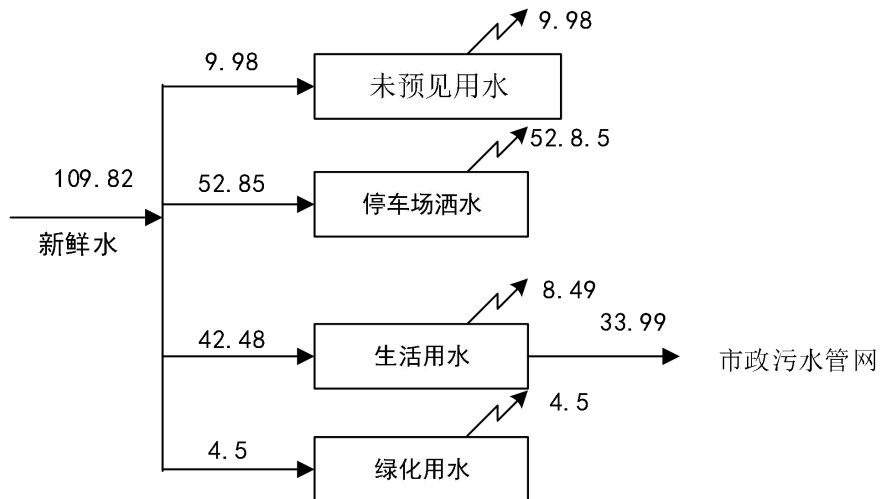 9.98
9.98
未预见用水
52.8.5
109.82
52.85
停车场洒水
新鲜水
8.49
33.99
42.48
生活用水
市政污水管网
4.5
4.5
绿化用水